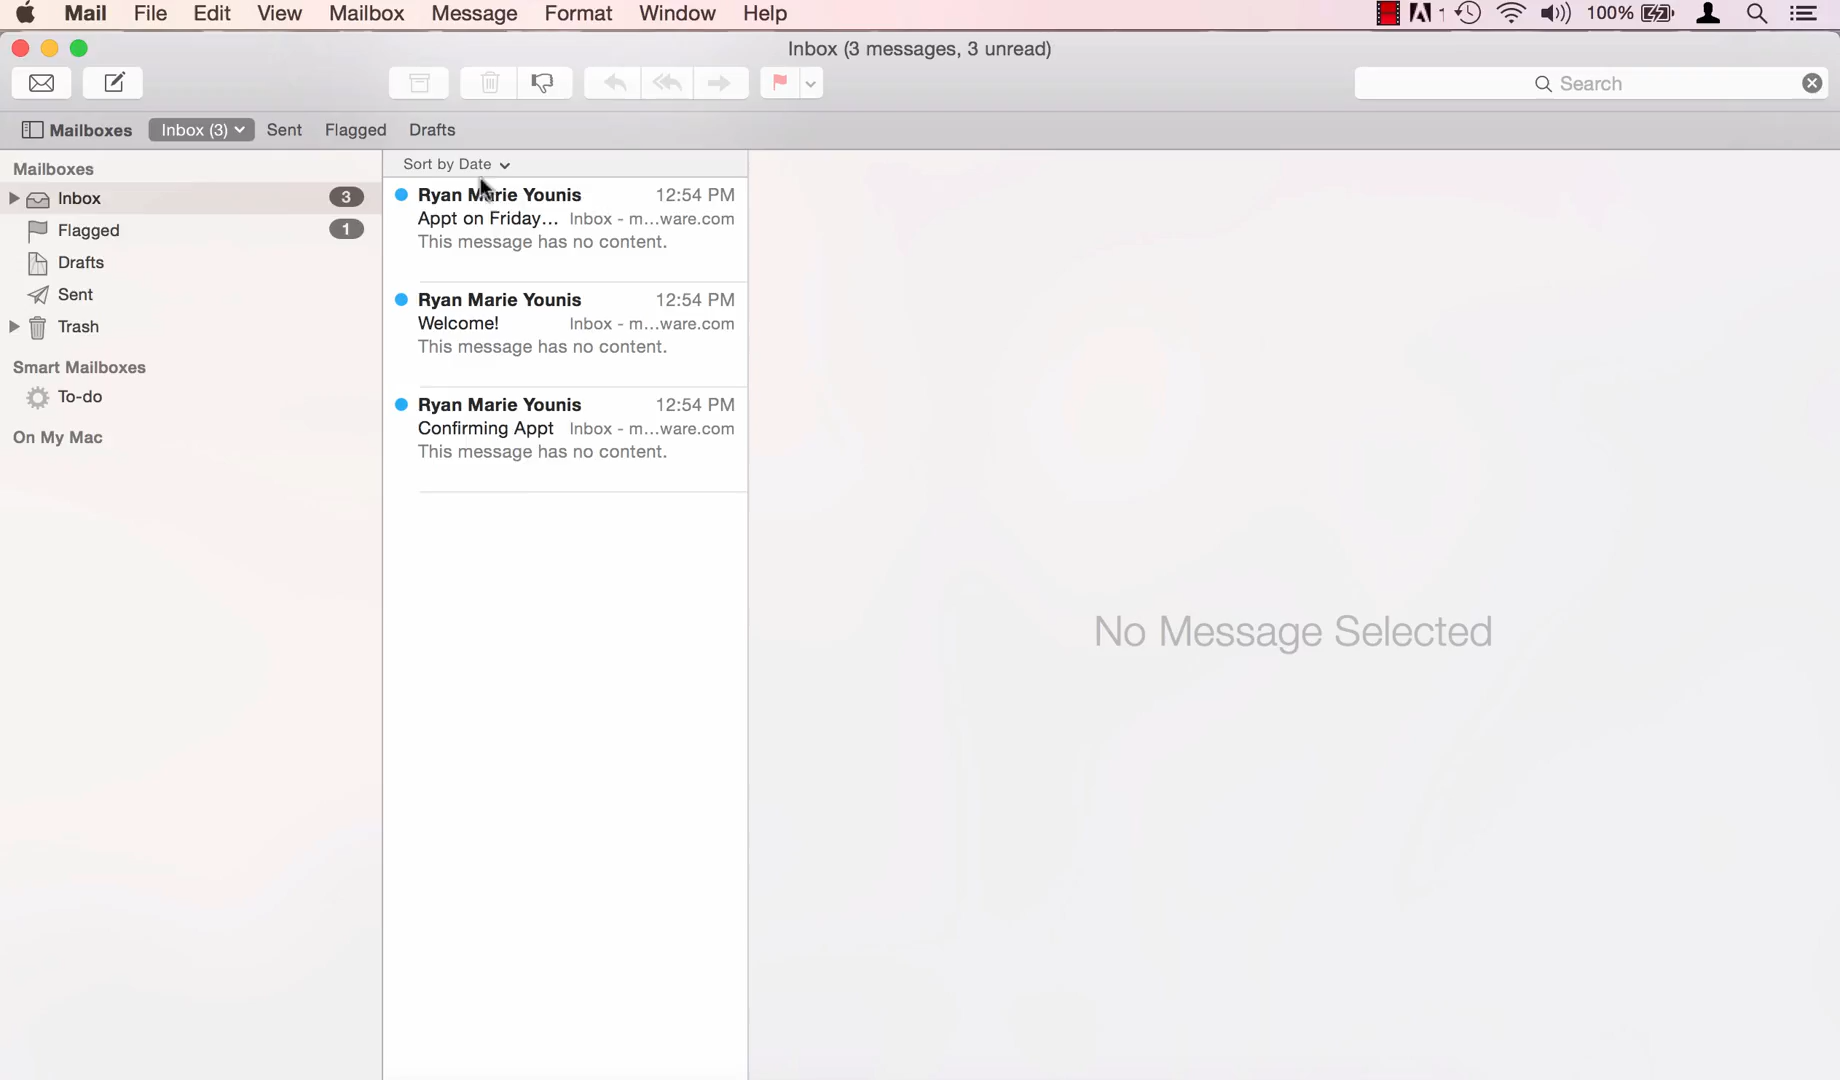 Mail File Edit View Mailbox Message Format Window Help 1 100%
Inbox (3 messages, 3 unread)
Search
Mailboxes Inbox (3) Sent Flagged Drafts
Mailboxes
Inbox 3
Flagged 1
Drafts
Sent
Trash
Smart Mailboxes
To-do
On My Mac
Sort by Date
Ryan Marie Younis 12:54 PM
Appt on Friday... Inbox - m...ware.com
This message has no content.
Ryan Marie Younis 12:54 PM
Welcome! Inbox - m...ware.com
This message has no content.
Ryan Marie Younis 12:54 PM
Confirming Appt Inbox - m...ware.com
This message has no content.
No Message Selected